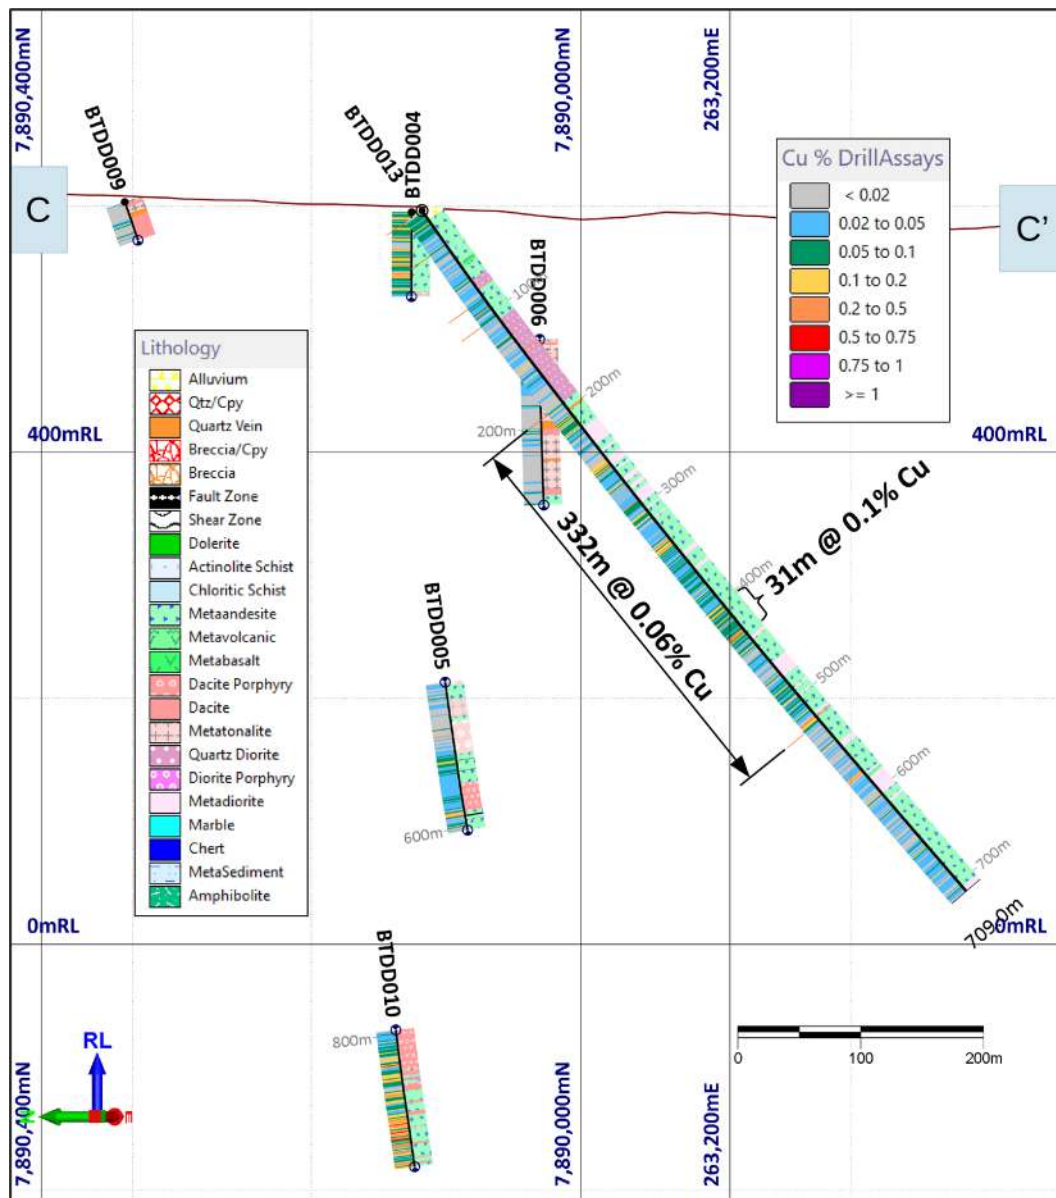 7,890,400mN
7,890,000mN
263,200mE
BTDD009
BTDD013
BTDD004
C
C'
Cu % DrillAssays
< 0.02
0.02 to 0.05
0.05 to 0.1
0.1 to 0.2
0.2 to 0.5
0.5 to 0.75
0.75 to 1
>= 1
100m
BTDD006
Lithology
Alluvium
Qtz/Cpy
Quartz Vein
Breccia/Cpy
Breccia
Fault Zone
Shear Zone
Dolerite
Actinolite Schist
Chloritic Schist
Metaandesite
Metavolcanic
Metabasalt
Dacite Porphyry
Dacite
Metatonalite
Quartz Diorite
Diorite Porphyry
Metadiorite
Marble
Chert
MetaSediment
Amphibolite
200m
400mRL
200m
400mRL
300m
31m @ 0.1% Cu
332m @ 0.06% Cu
400m
BTDD005
500m
600m
600m
700m
709.0m
0mRL
0mRL
BTDD010
800m
RL
N
E
0
100
200m
7,890,400mN
7,890,000mN
263,200mE